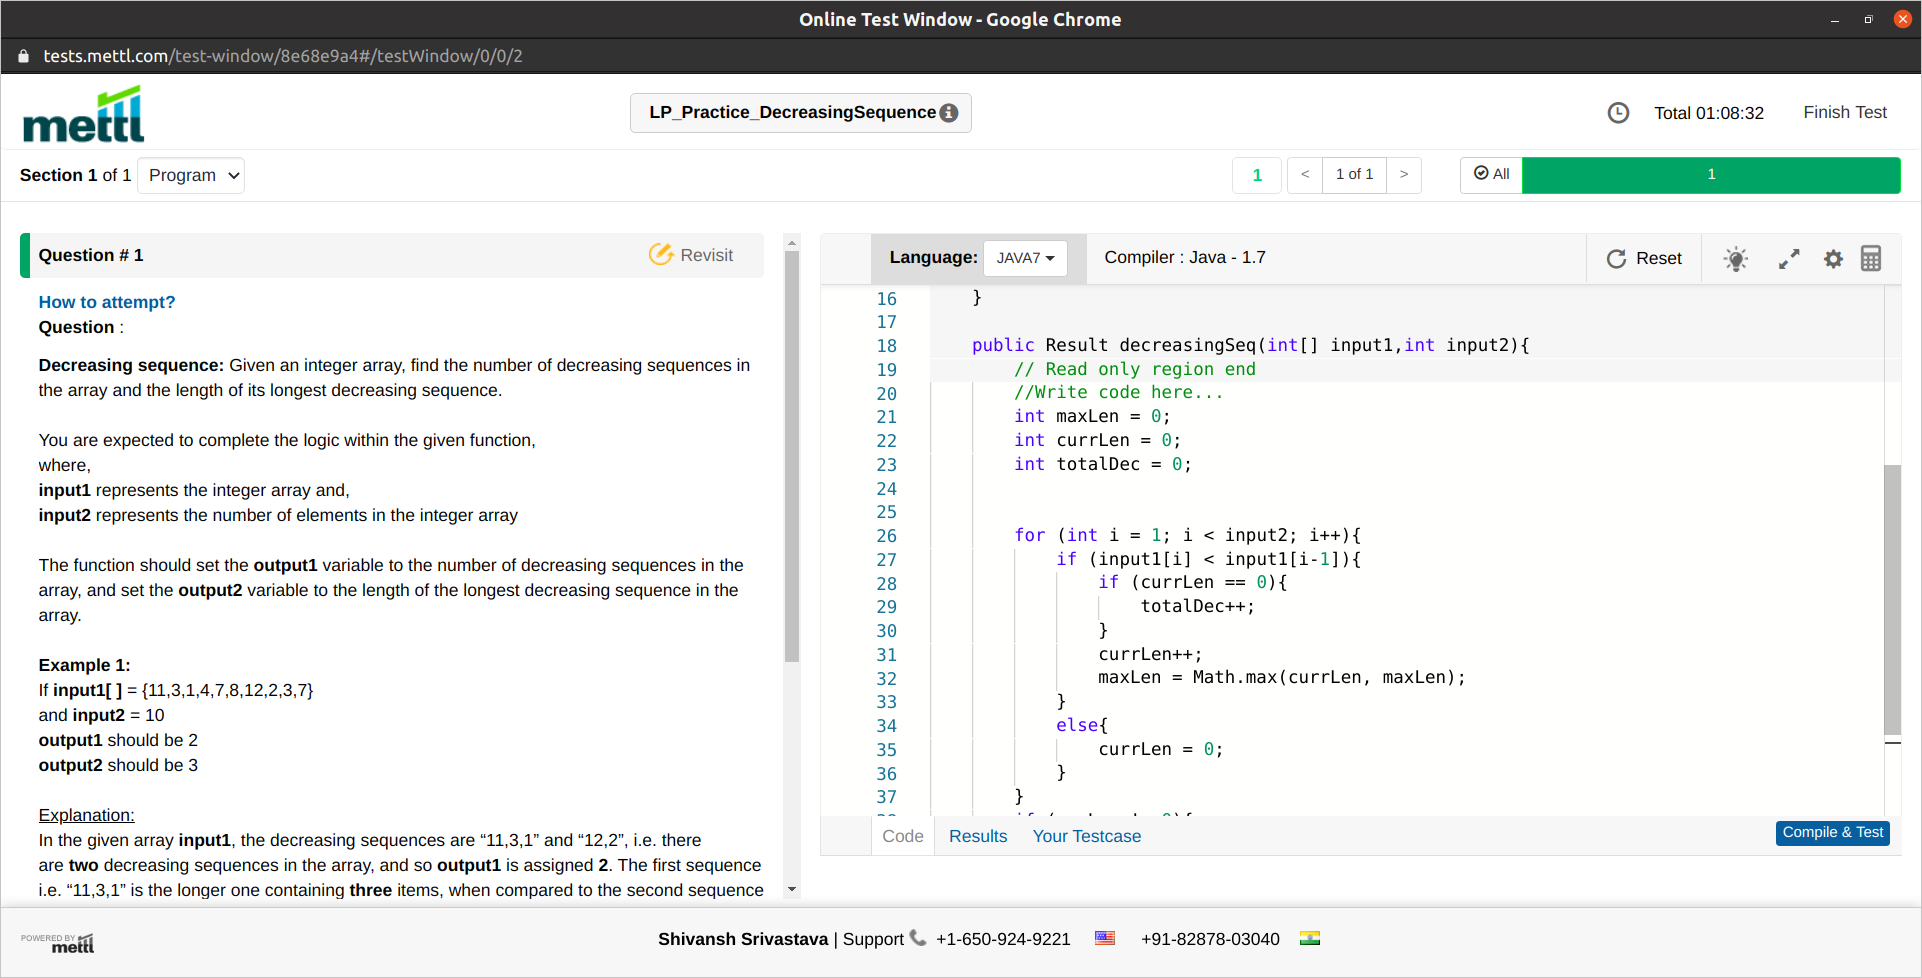 Online Test Window - Google Chrome
tests.mettl.com/test-window/8e68e9a4#/testWindow/0/0/2
mettl
LP_Practice_DecreasingSequence
Total 01:08:32
Finish Test
Section 1 of 1
Program
1
< 1 of 1 >
All
1
Question # 1
Revisit
How to attempt?
Question :
Decreasing sequence: Given an integer array, find the number of decreasing sequences in
the array and the length of its longest decreasing sequence.
You are expected to complete the logic within the given function,
where,
input1 represents the integer array and,
input2 represents the number of elements in the integer array
The function should set the output1 variable to the number of decreasing sequences in the
array, and set the output2 variable to the length of the longest decreasing sequence in the
array.
Example 1:
If input1[ ] = {11,3,1,4,7,8,12,2,3,7}
and input2 = 10
output1 should be 2
output2 should be 3
Explanation:
In the given array input1, the decreasing sequences are “11,3,1” and “12,2”, i.e. there
are two decreasing sequences in the array, and so output1 is assigned 2. The first sequence
i.e. “11,3,1” is the longer one containing three items, when compared to the second sequence
Language: JAVA7
Compiler : Java - 1.7
Reset
16 }
17
18 public Result decreasingSeq(int[] input1,int input2){
19 // Read only region end
20 //Write code here...
21 int maxLen = 0;
22 int currLen = 0;
23 int totalDec = 0;
24
25
26 for (int i = 1; i < input2; i++){
27 if (input1[i] < input1[i-1]){
28 if (currLen == 0){
29 totalDec++;
30 }
31 currLen++;
32 maxLen = Math.max(currLen, maxLen);
33 }
34 else{
35 currLen = 0;
36 }
37 }
Code
Results
Your Testcase
Compile & Test
POWERED BY
mettl
Shivansh Srivastava | Support +1-650-924-9221 +91-82878-03040